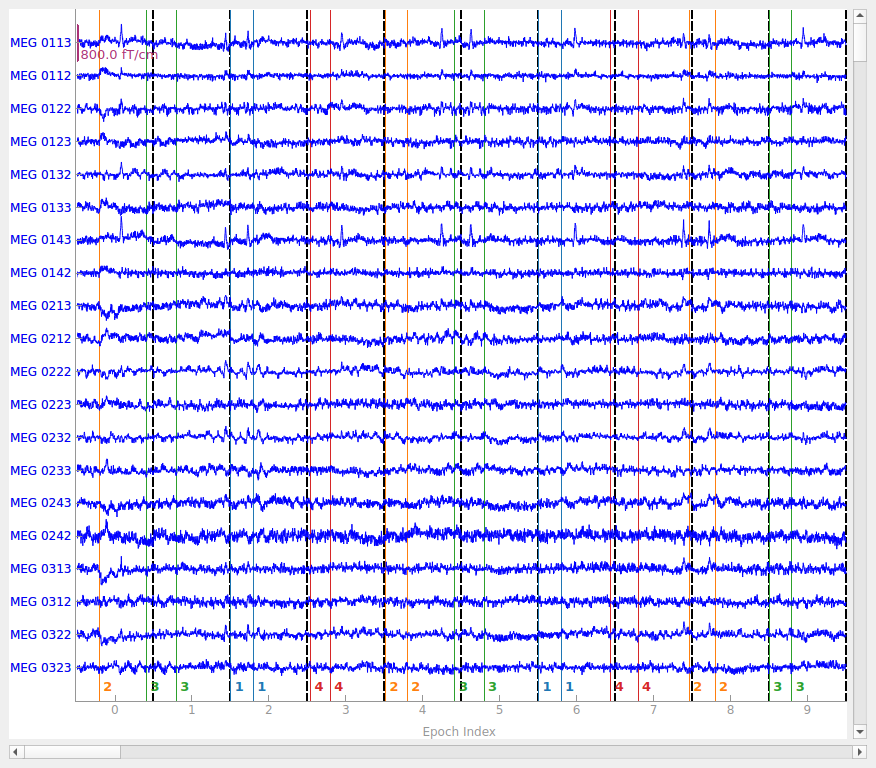 MEG 0113
800.0 fT/cm
MEG 0112
MEG 0122
MEG 0123
MEG 0132
MEG 0133
MEG 0143
MEG 0142
MEG 0213
MEG 0212
MEG 0222
MEG 0223
MEG 0232
MEG 0233
MEG 0243
MEG 0242
MEG 0313
MEG 0312
MEG 0322
MEG 0323
2 3 3 1 1 4 4 2 2 3 3 1 1 4 4 2 2 3 3
0 1 2 3 4 5 6 7 8 9
Epoch Index